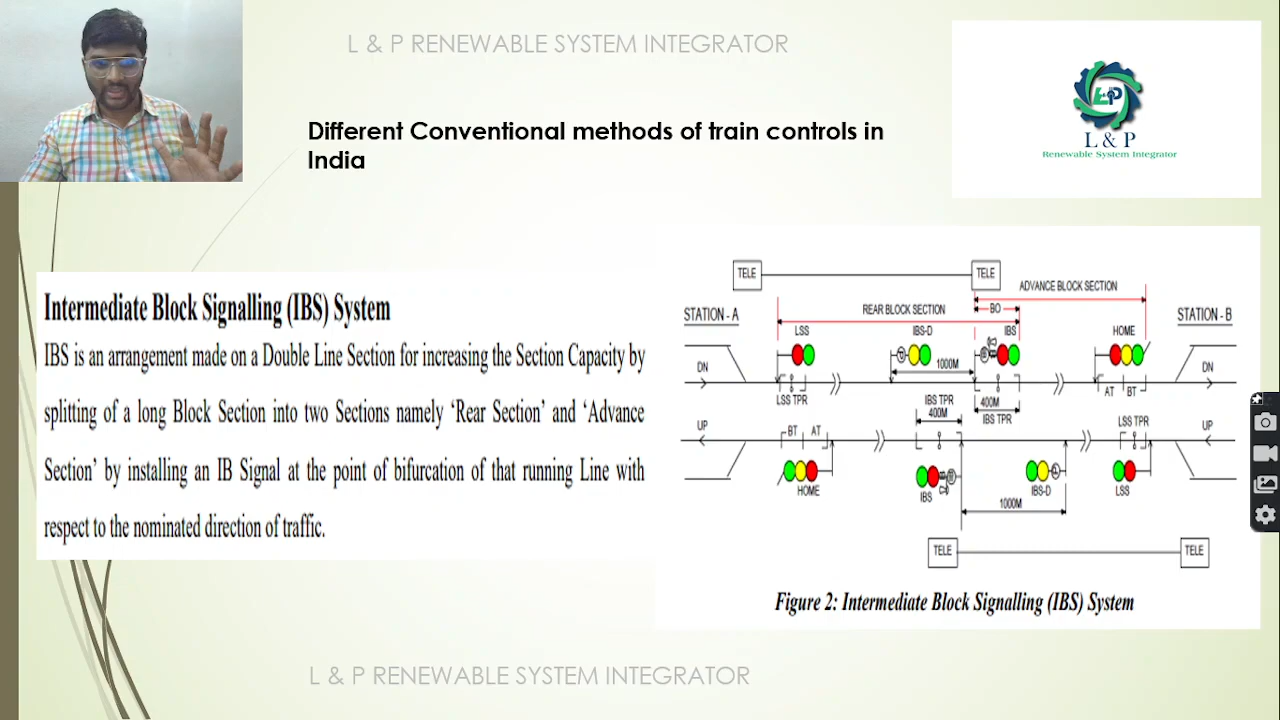 L & P RENEWABLE SYSTEM INTEGRATOR
L & P
Renewable System Integrator
Different Conventional methods of train controls in
India
Intermediate Block Signalling (IBS) System
IBS is an arrangement made on a Double Line Section for increasing the Section Capacity by
splitting of a long Block Section into two Sections namely ‘Rear Section’ and ‘Advance
Section’ by installing an IB Signal at the point of bifurcation of that running Line with
respect to the nominated direction of traffic.
TELE
TELE
ADVANCE BLOCK SECTION
REAR BLOCK SECTION
BO
STATION - A
STATION - B
LSS
IBS-D
IBS
HOME
DN
1000M
DN
LSS TPR
400M
IBS TPR
AT
BT
IBS TPR
400M
LSS TPR
UP
BT
AT
UP
HOME
IBS
IBS-D
LSS
1000M
TELE
TELE
Figure 2: Intermediate Block Signalling (IBS) System
L & P RENEWABLE SYSTEM INTEGRATOR